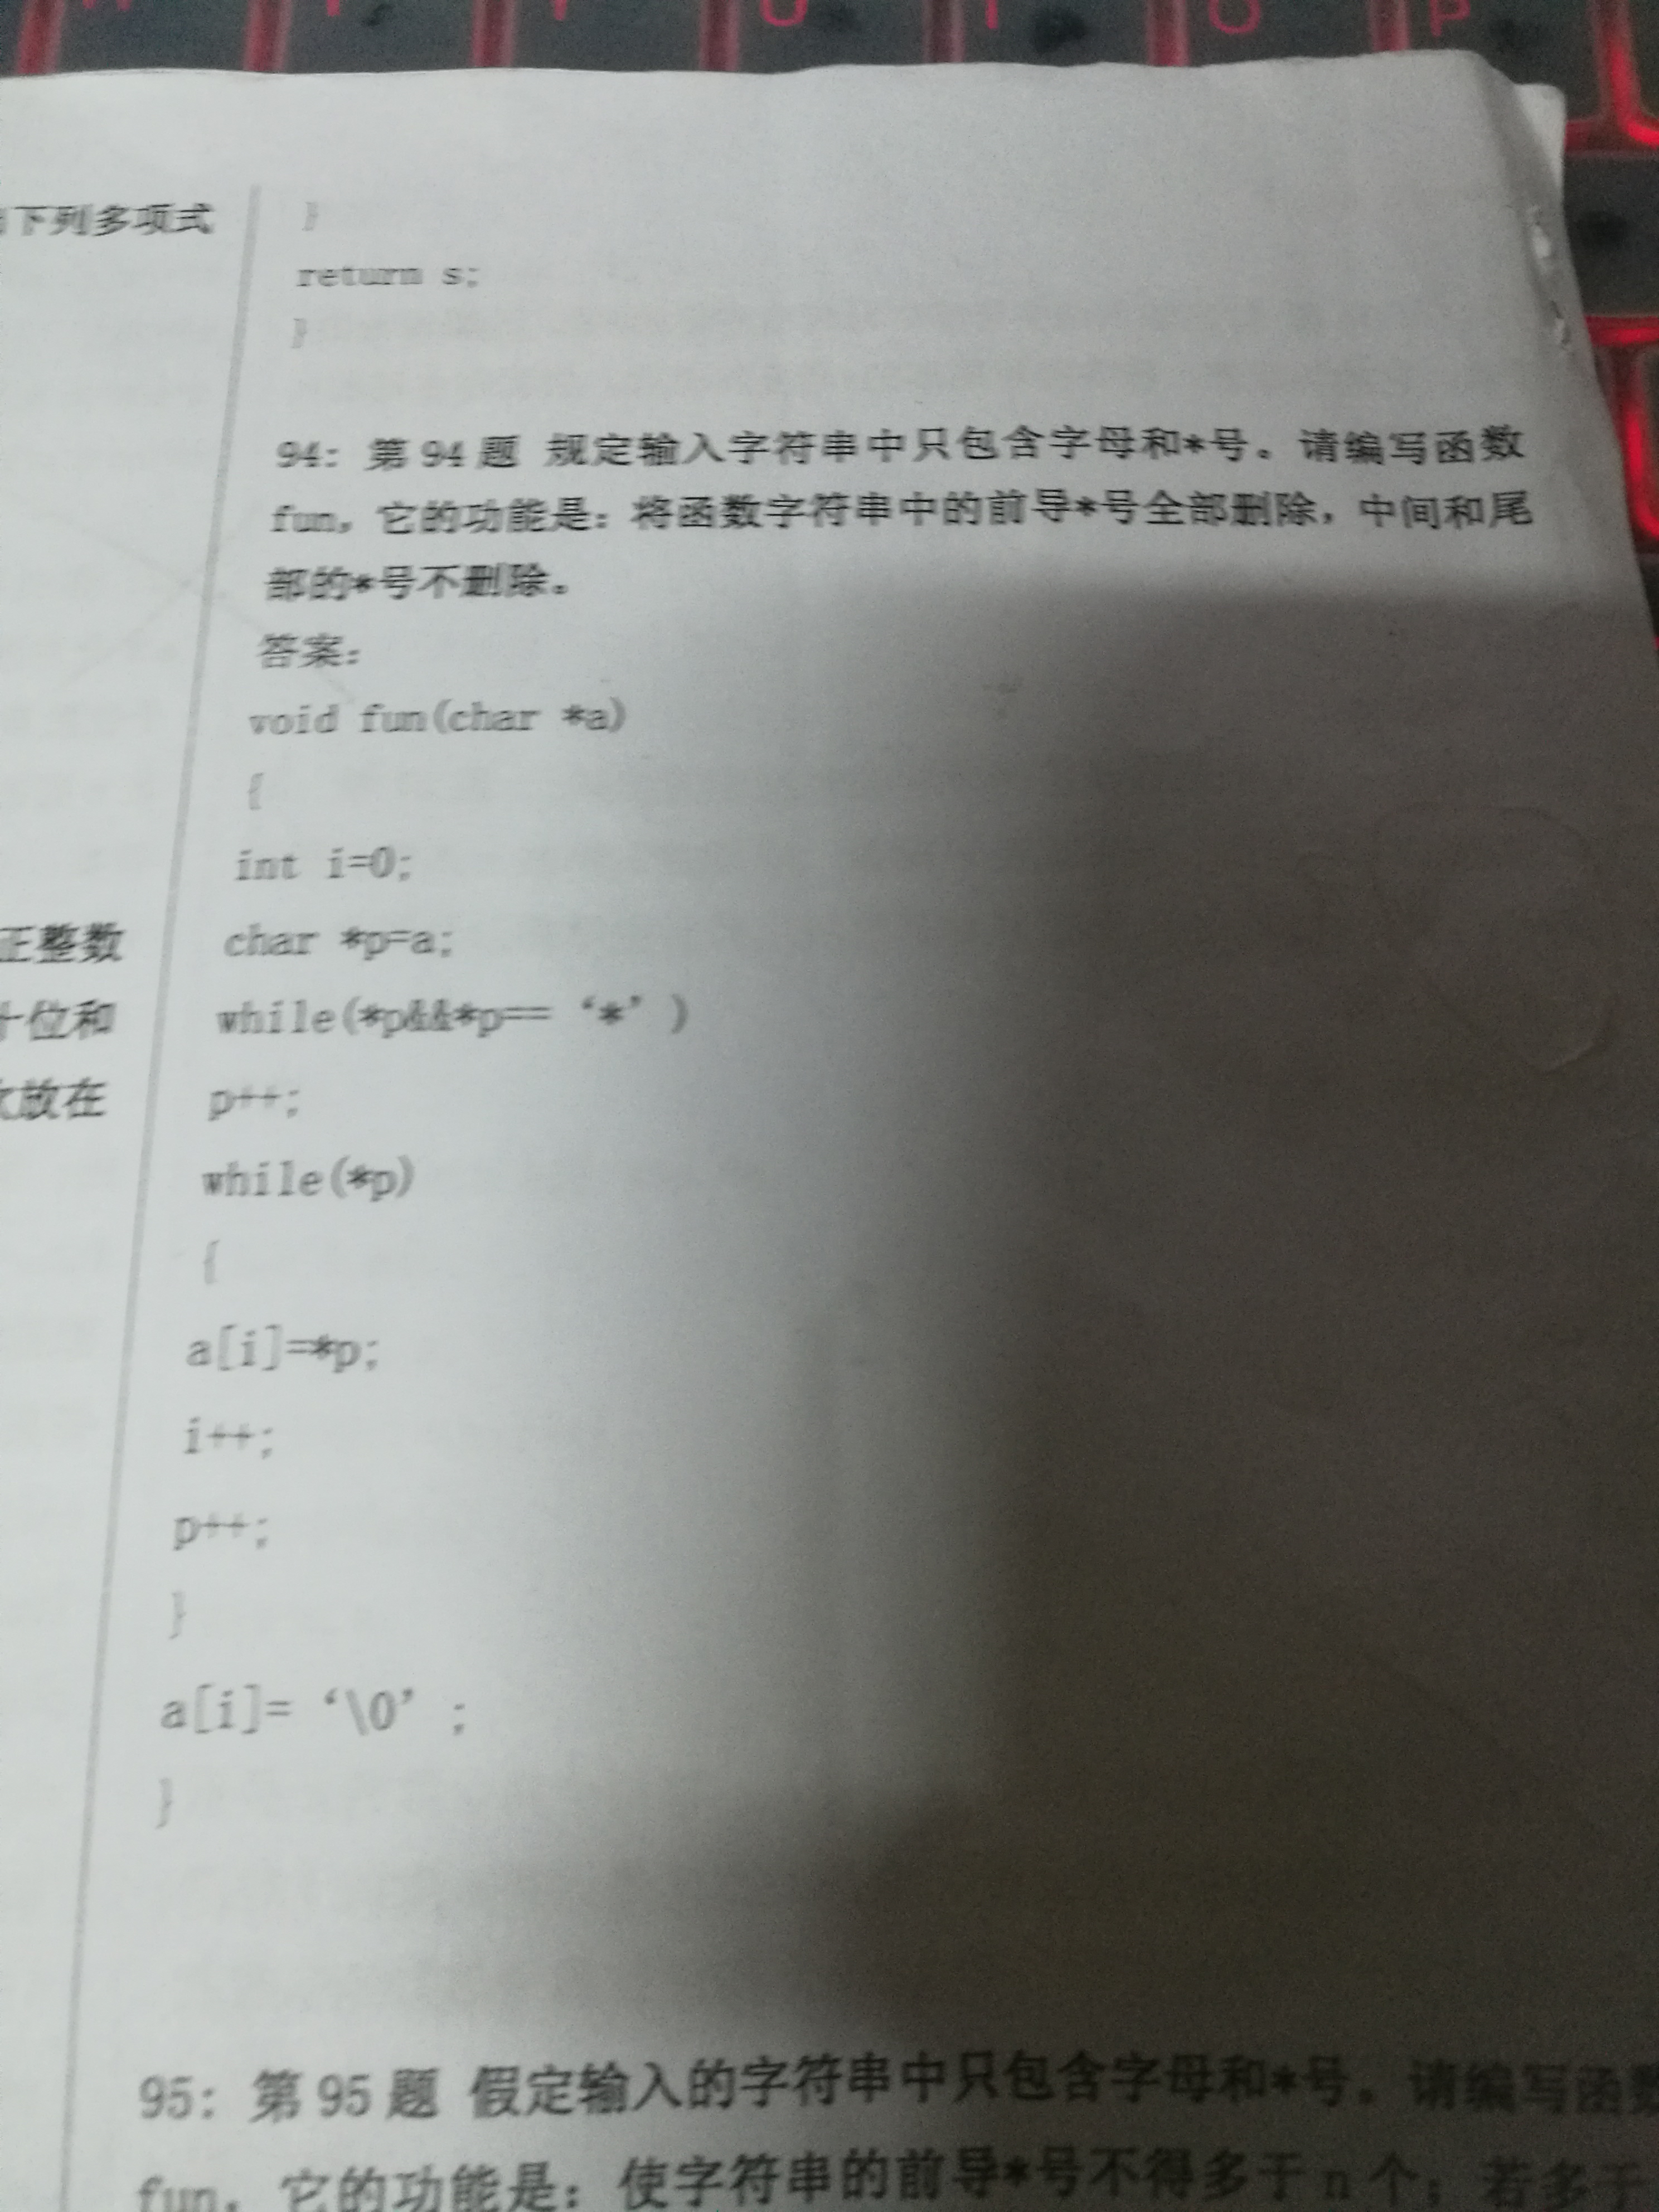 下列多项式
正整数
位和
放在
}
return s;
}
94: 第 94 题 规定输入字符串中只包含字母和*号。请编写函数
fun, 它的功能是: 将函数字符串中的前导*号全部删除, 中间和尾
部的*号不删除。
答案:
void fun(char *a)
{
int i=0;
char *p=a;
while(*p&&*p== ‘*’ )
p++;
while(*p)
{
a[i]=*p;
i++;
p++;
}
a[i]= ‘\0’ ;
}
95: 第 95 题 假定输入的字符串中只包含字母和*号。请编写函数
fun, 它的功能是: 使字符串的前导*号不得多于 n 个; 若多于
U I O P